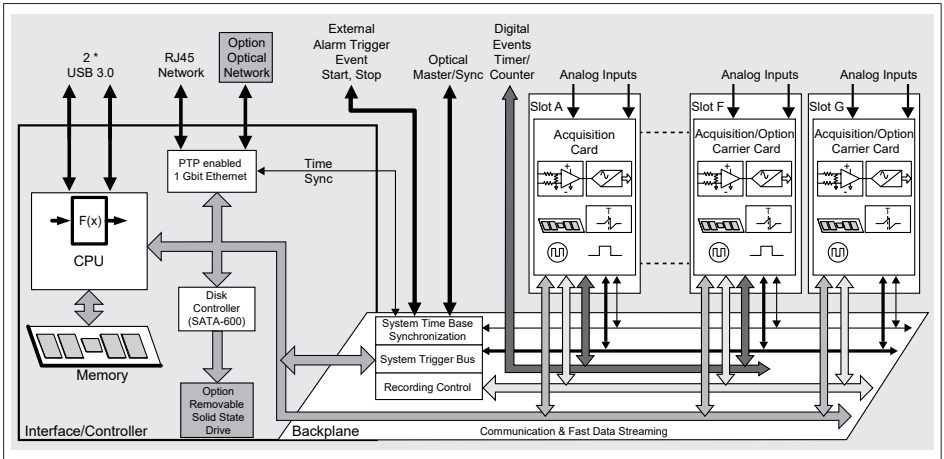 2 *
USB 3.0
RJ45
Network
Option
Optical
Network
External
Alarm Trigger
Event
Start, Stop
Optical
Master/Sync
Digital
Events
Timer/
Counter
Analog Inputs
Analog Inputs
Analog Inputs
Slot A
Slot F
Slot G
Acquisition
Card
Acquisition/Option
Carrier Card
Acquisition/Option
Carrier Card
+
-
+
-
+
-
T
T
T
PTP enabled
1 Gbit Ethernet
Time
Sync
F(x)
CPU
Disk
Controller
(SATA-600)
Memory
Option
Removable
Solid State
Drive
System Time Base
Synchronization
System Trigger Bus
Recording Control
Interface/Controller
Backplane
Communication & Fast Data Streaming